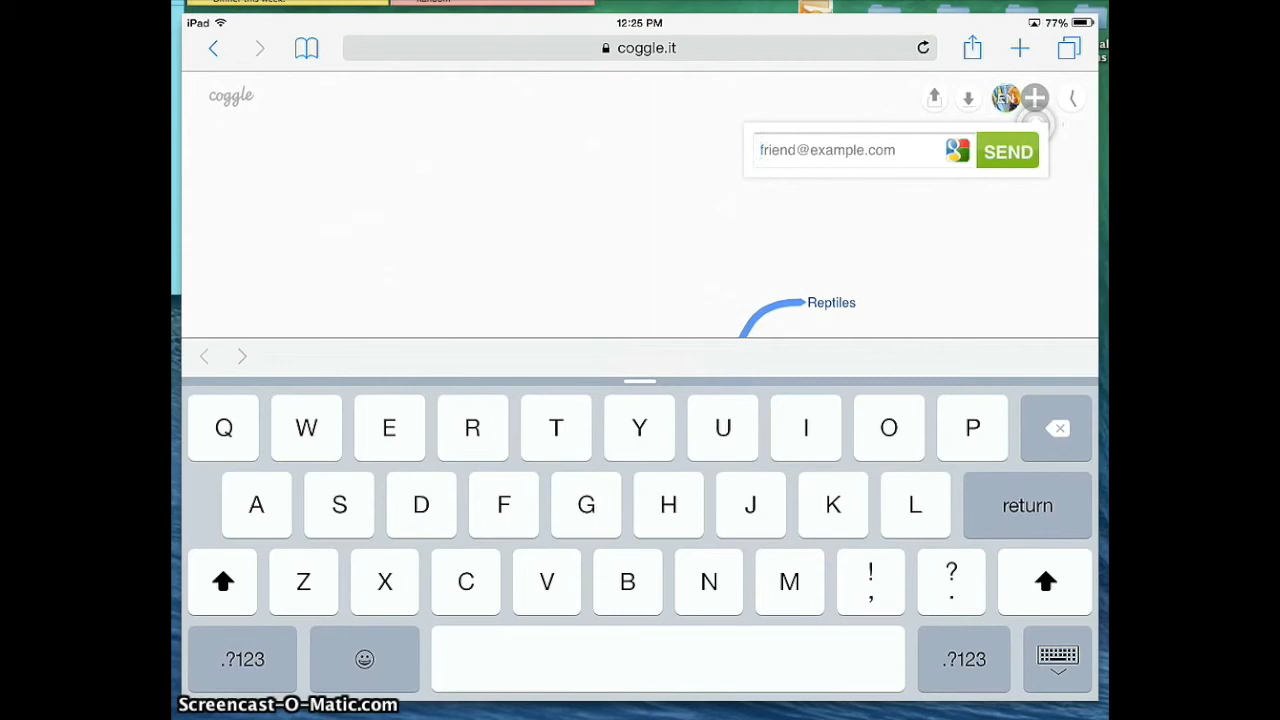 iPad 12:25 PM 77%
coggle.it
coggle
EN
friend@example.com SEND
Reptiles
Q W E R T Y U I O P
A S D F G H J K L return
Z X C V B N M ! , ? .
.?123 .?123
Screencast-O-Matic.com